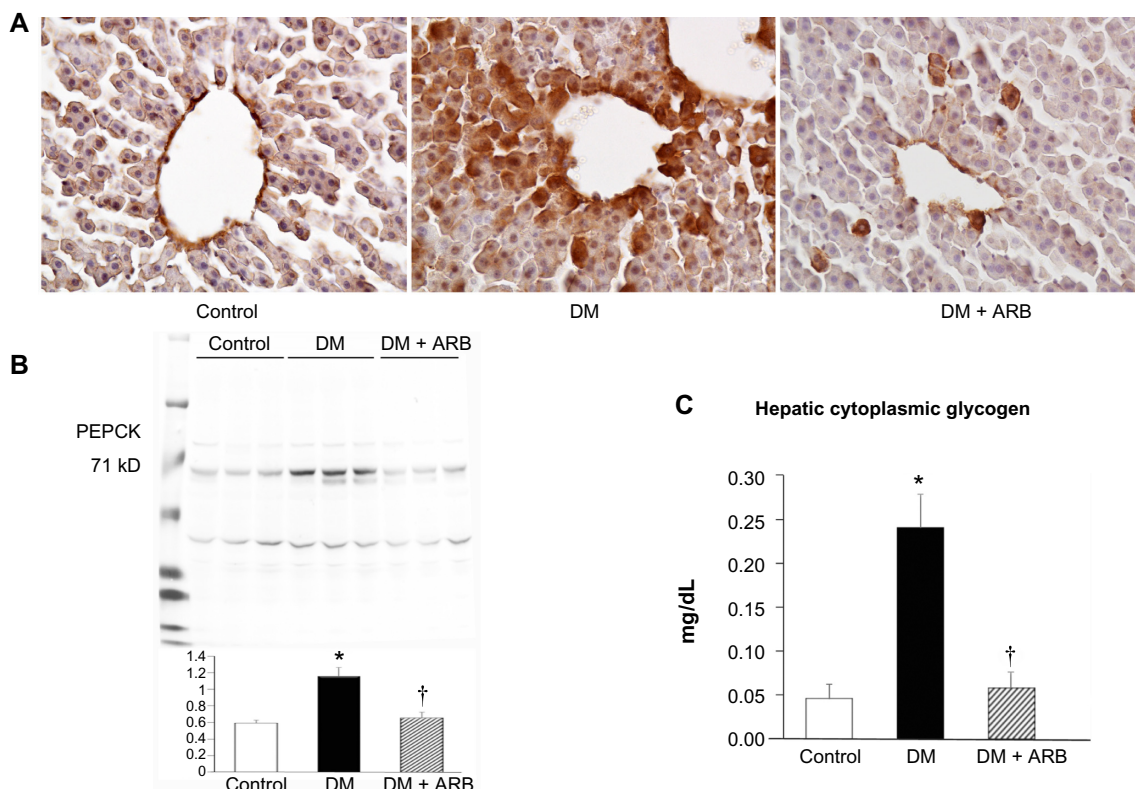 A
Control
DM
DM + ARB
B
Control
DM
DM + ARB
PEPCK
71 kD
1.4
1.2
1
0.8
0.6
0.4
0.2
0
*
†
Control
DM
DM + ARB
C
Hepatic cytoplasmic glycogen
mg/dL
0.30
0.25
0.20
0.15
0.10
0.05
0.00
*
†
Control
DM
DM + ARB